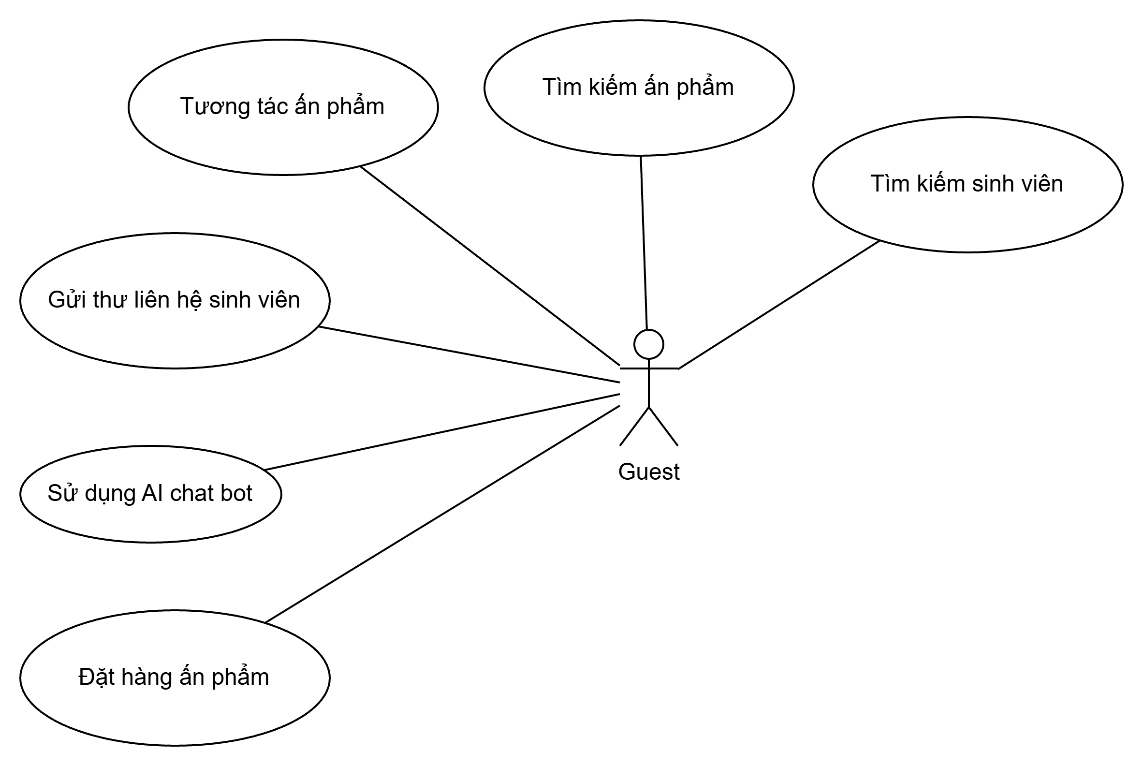 Tìm kiếm ấn phẩm
Tương tác ấn phẩm
Tìm kiếm sinh viên
Gửi thư liên hệ sinh viên
Guest
Sử dụng AI chat bot
Đặt hàng ấn phẩm